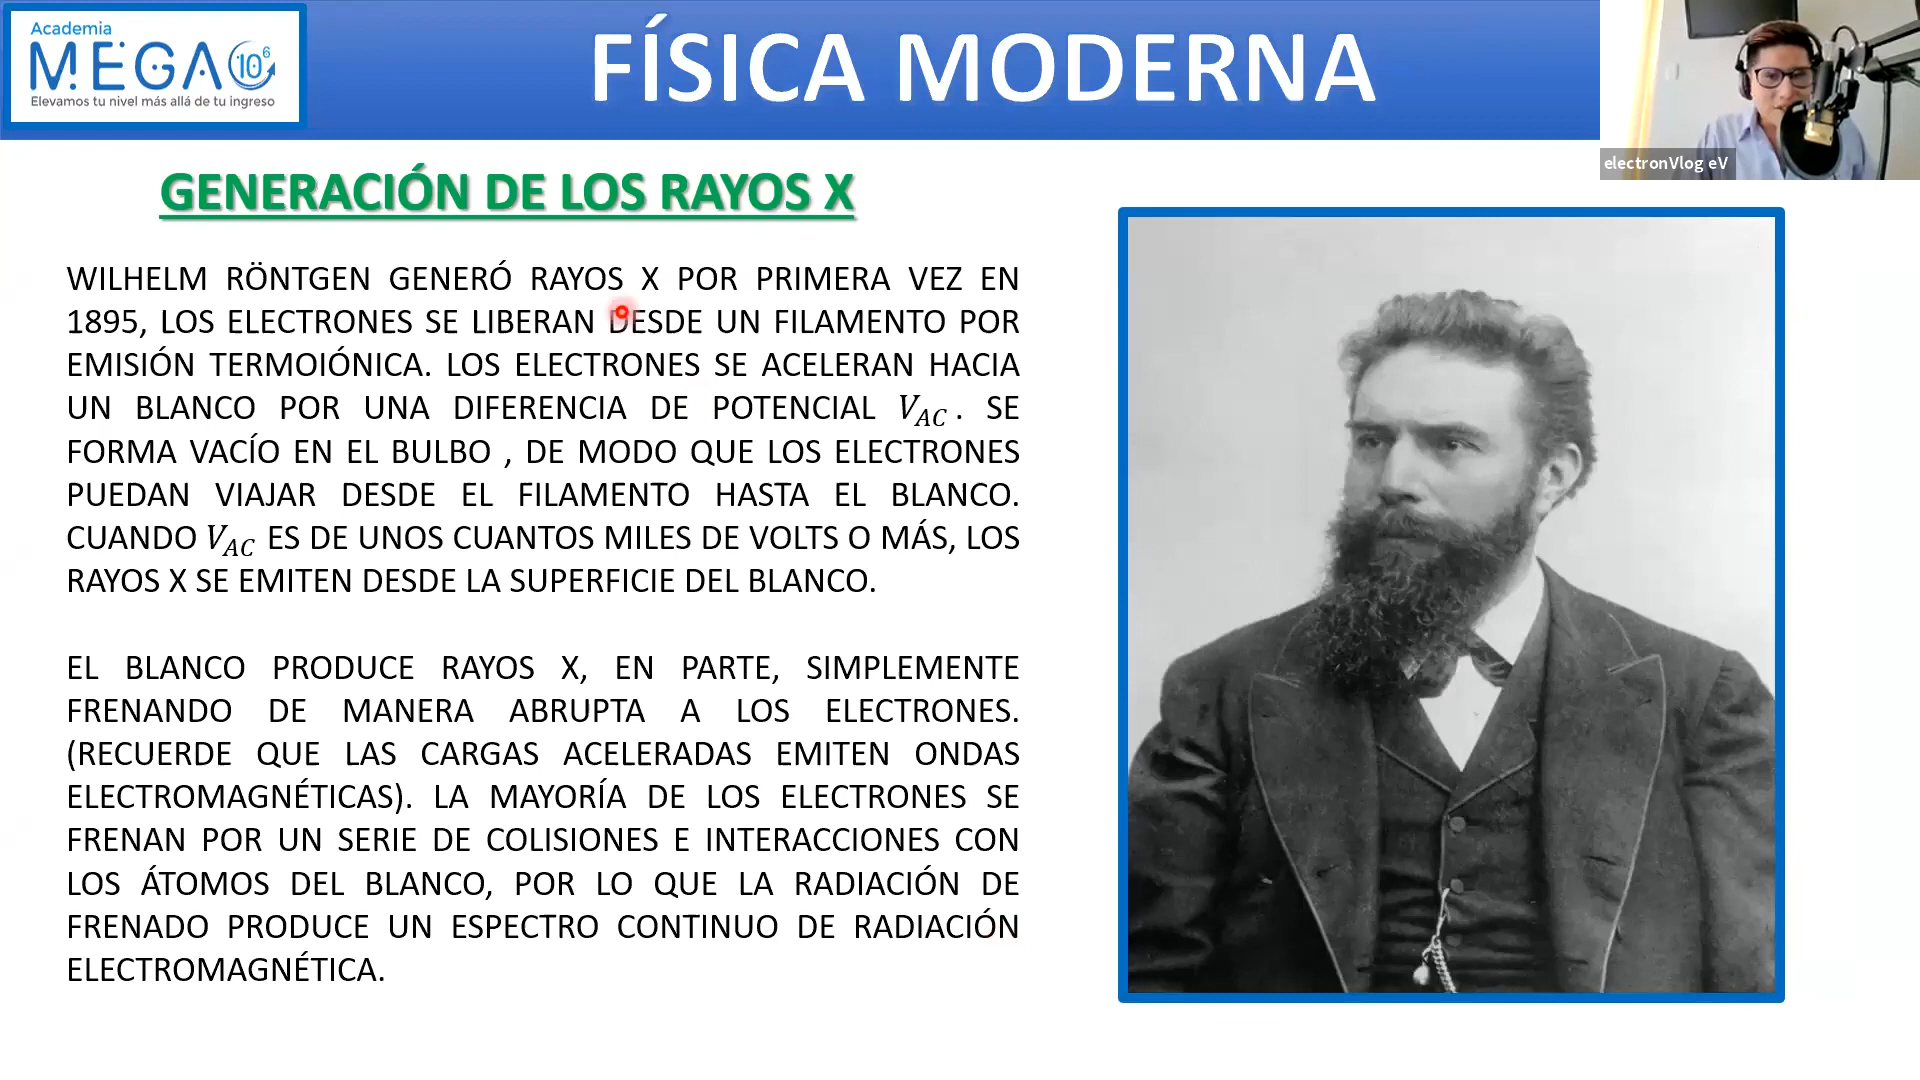 Academia
MEGA 10⁶
Elevamos tu nivel más allá de tu ingreso
FÍSICA MODERNA
electronVlog eV
GENERACIÓN DE LOS RAYOS X
WILHELM RÖNTGEN GENERÓ RAYOS X POR PRIMERA VEZ EN
1895, LOS ELECTRONES SE LIBERAN DESDE UN FILAMENTO POR
EMISIÓN TERMOIÓNICA. LOS ELECTRONES SE ACELERAN HACIA
UN BLANCO POR UNA DIFERENCIA DE POTENCIAL V_AC . SE
FORMA VACÍO EN EL BULBO , DE MODO QUE LOS ELECTRONES
PUEDAN VIAJAR DESDE EL FILAMENTO HASTA EL BLANCO.
CUANDO V_AC ES DE UNOS CUANTOS MILES DE VOLTS O MÁS, LOS
RAYOS X SE EMITEN DESDE LA SUPERFICIE DEL BLANCO.
EL BLANCO PRODUCE RAYOS X, EN PARTE, SIMPLEMENTE
FRENANDO DE MANERA ABRUPTA A LOS ELECTRONES.
(RECUERDE QUE LAS CARGAS ACELERADAS EMITEN ONDAS
ELECTROMAGNÉTICAS). LA MAYORÍA DE LOS ELECTRONES SE
FRENAN POR UN SERIE DE COLISIONES E INTERACCIONES CON
LOS ÁTOMOS DEL BLANCO, POR LO QUE LA RADIACIÓN DE
FRENADO PRODUCE UN ESPECTRO CONTINUO DE RADIACIÓN
ELECTROMAGNÉTICA.